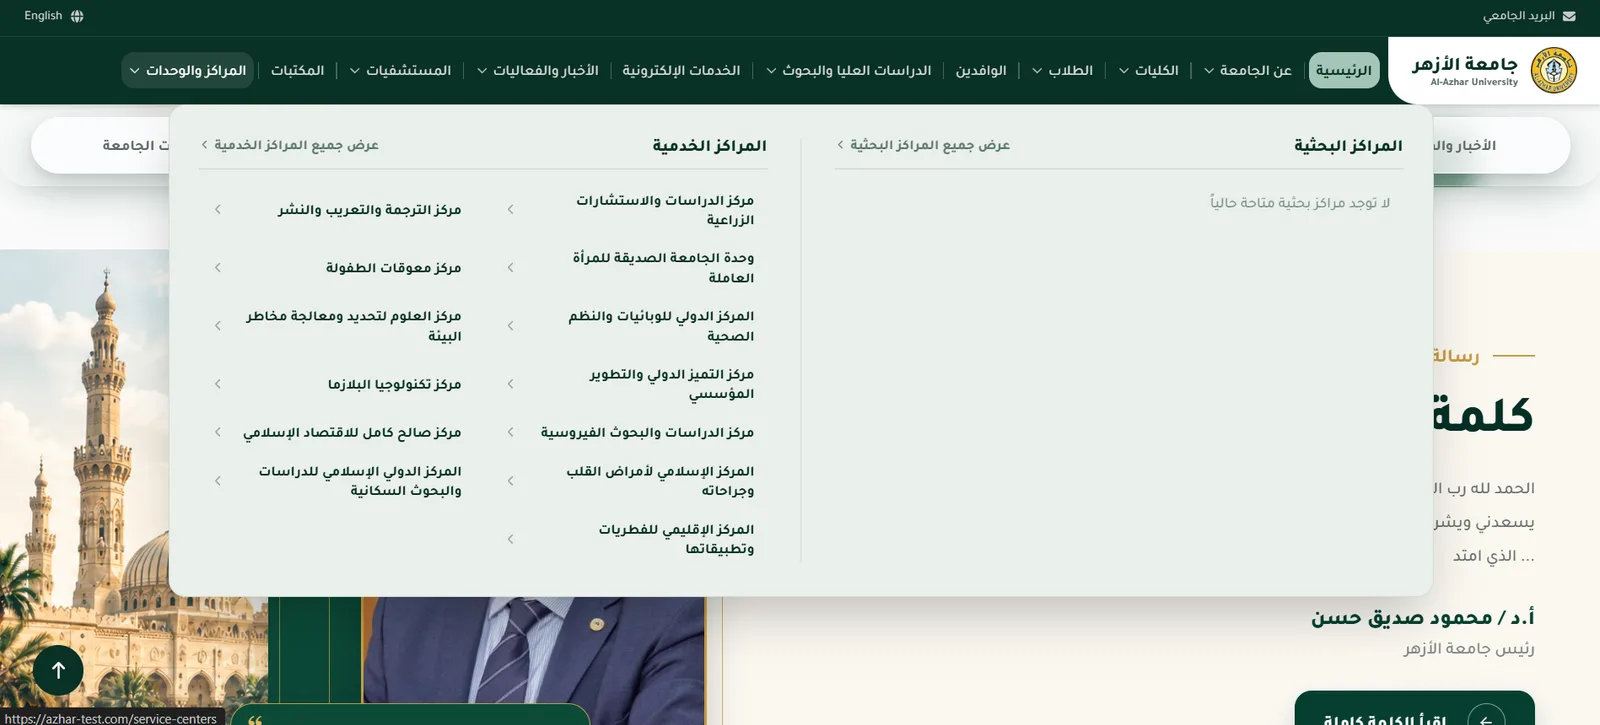 البريد الجامعي
English
جامعة الأزهر
Al-Azhar University
الرئيسية
عن الجامعة
الكليات
الطلاب
الوافدين
الدراسات العليا والبحوث
الخدمات الإلكترونية
الأخبار والفعاليات
المستشفيات
المكتبات
المراكز والوحدات
الأخبار وال
ت الجامعة
المراكز البحثية
عرض جميع المراكز البحثية
لا توجد مراكز بحثية متاحة حالياً
المراكز الخدمية
عرض جميع المراكز الخدمية
مركز الدراسات والاستشارات
الزراعية
وحدة الجامعة الصديقة للمرأة
العاملة
المركز الدولي للوبائيات والنظم
الصحية
مركز التميز الدولي والتطوير
المؤسسي
مركز الدراسات والبحوث الفيروسية
المركز الإسلامي لأمراض القلب
وجراحاته
المركز الإقليمي للفطريات
وتطبيقاتها
مركز الترجمة والتعريب والنشر
مركز معوقات الطفولة
مركز العلوم لتحديد ومعالجة مخاطر
البيئة
مركز تكنولوجيا البلازما
مركز صالح كامل للاقتصاد الإسلامي
المركز الدولي الإسلامي للدراسات
والبحوث السكانية
رسالة
كلمة
الحمد لله رب ال
يسعدني ويشر
... الذي امتد
أ.د / محمود صديق حسن
رئيس جامعة الأزهر
اقرأ الكلمة كاملة
https://azhar-test.com/service-centers